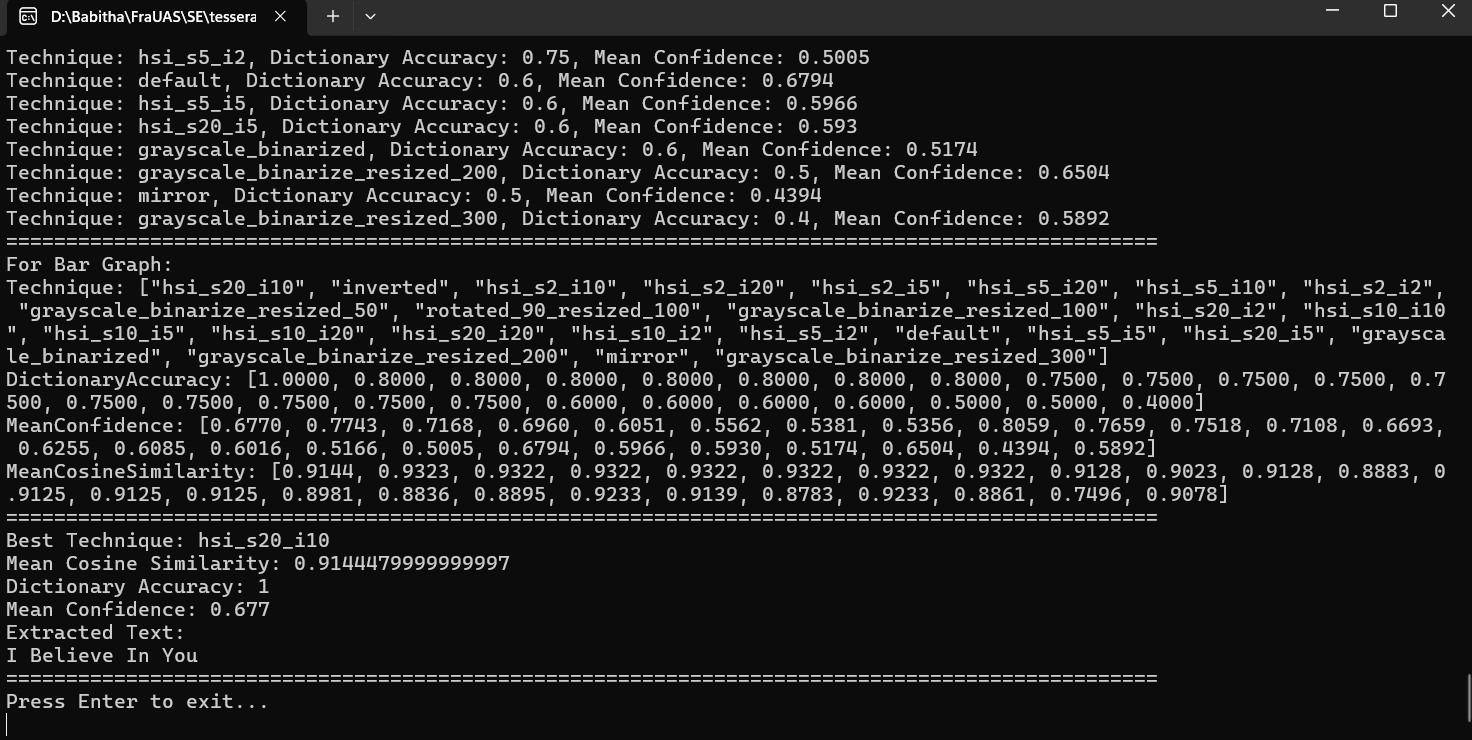 D:\Babitha\FraUAS\SE\tessera
Technique: hsi_s5_i2, Dictionary Accuracy: 0.75, Mean Confidence: 0.5005
Technique: default, Dictionary Accuracy: 0.6, Mean Confidence: 0.6794
Technique: hsi_s5_i5, Dictionary Accuracy: 0.6, Mean Confidence: 0.5966
Technique: hsi_s20_i5, Dictionary Accuracy: 0.6, Mean Confidence: 0.593
Technique: grayscale_binarized, Dictionary Accuracy: 0.6, Mean Confidence: 0.5174
Technique: grayscale_binarize_resized_200, Dictionary Accuracy: 0.5, Mean Confidence: 0.6504
Technique: mirror, Dictionary Accuracy: 0.5, Mean Confidence: 0.4394
Technique: grayscale_binarize_resized_300, Dictionary Accuracy: 0.4, Mean Confidence: 0.5892
================================================================================================
For Bar Graph:
Technique: ["hsi_s20_i10", "inverted", "hsi_s2_i10", "hsi_s2_i20", "hsi_s2_i5", "hsi_s5_i20", "hsi_s5_i10", "hsi_s2_i2",
 "grayscale_binarize_resized_50", "rotated_90_resized_100", "grayscale_binarize_resized_100", "hsi_s20_i2", "hsi_s10_i10
", "hsi_s10_i5", "hsi_s10_i20", "hsi_s20_i20", "hsi_s10_i2", "hsi_s5_i2", "default", "hsi_s5_i5", "hsi_s20_i5", "graysca
le_binarized", "grayscale_binarize_resized_200", "mirror", "grayscale_binarize_resized_300"]
DictionaryAccuracy: [1.0000, 0.8000, 0.8000, 0.8000, 0.8000, 0.8000, 0.8000, 0.8000, 0.7500, 0.7500, 0.7500, 0.7500, 0.7
500, 0.7500, 0.7500, 0.7500, 0.7500, 0.7500, 0.6000, 0.6000, 0.6000, 0.6000, 0.5000, 0.5000, 0.4000]
MeanConfidence: [0.6770, 0.7743, 0.7168, 0.6960, 0.6051, 0.5562, 0.5381, 0.5356, 0.8059, 0.7659, 0.7518, 0.7108, 0.6693,
 0.6255, 0.6085, 0.6016, 0.5166, 0.5005, 0.6794, 0.5966, 0.5930, 0.5174, 0.6504, 0.4394, 0.5892]
MeanCosineSimilarity: [0.9144, 0.9323, 0.9322, 0.9322, 0.9322, 0.9322, 0.9322, 0.9322, 0.9128, 0.9023, 0.9128, 0.8883, 0
.9125, 0.9125, 0.9125, 0.8981, 0.8836, 0.8895, 0.9233, 0.9139, 0.8783, 0.9233, 0.8861, 0.7496, 0.9078]
================================================================================================
Best Technique: hsi_s20_i10
Mean Cosine Similarity: 0.9144479999999997
Dictionary Accuracy: 1
Mean Confidence: 0.677
Extracted Text:
I Believe In You
================================================================================================
Press Enter to exit...